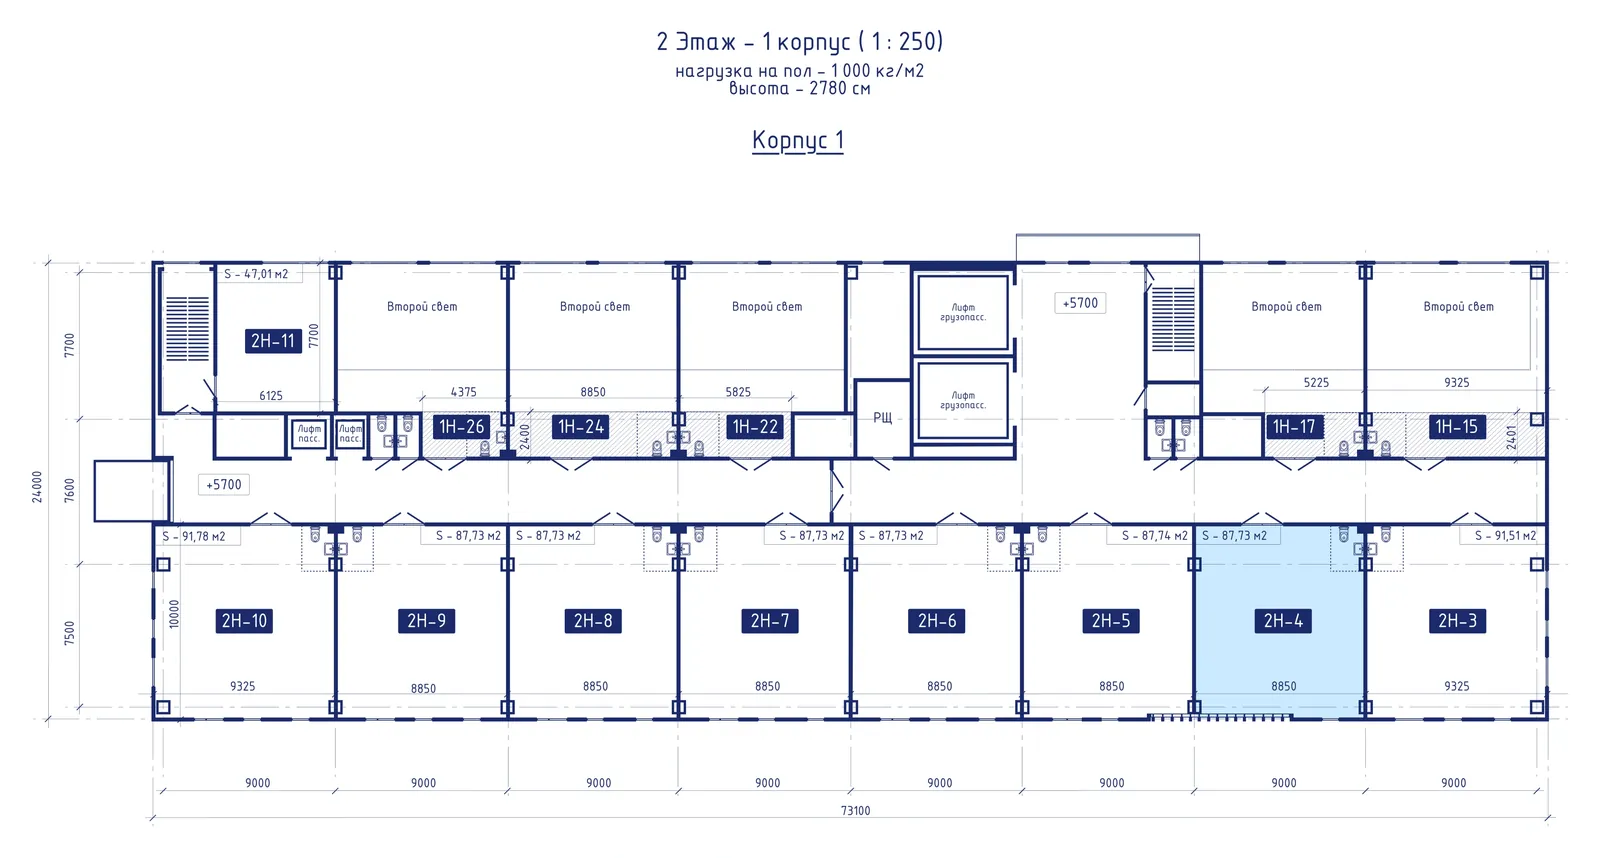 2 Этаж - 1 корпус ( 1 : 250)
нагрузка на пол - 1 000 кг/м2
высота - 2780 см
Корпус 1
S - 47,01 м2
2Н-11
7700
6125
Второй свет
Второй свет
Второй свет
Лифт
грузопасс.
+5700
Второй свет
Второй свет
7700
4375
8850
5825
Лифт
грузопасс.
5225
9325
РЩ
Лифт
пасс.
Лифт
пасс.
1Н-26
2400
1Н-24
1Н-22
1Н-17
1Н-15
2401
24000
7600
+5700
S - 91,78 м2
S - 87,73 м2
S - 87,73 м2
S - 87,73 м2
S - 87,73 м2
S - 87,74 м2
S - 87,73 м2
S - 91,51 м2
7500
10000
2Н-10
2Н-9
2Н-8
2Н-7
2Н-6
2Н-5
2Н-4
2Н-3
9325
8850
8850
8850
8850
8850
8850
9325
9000
9000
9000
9000
9000
9000
9000
9000
73100